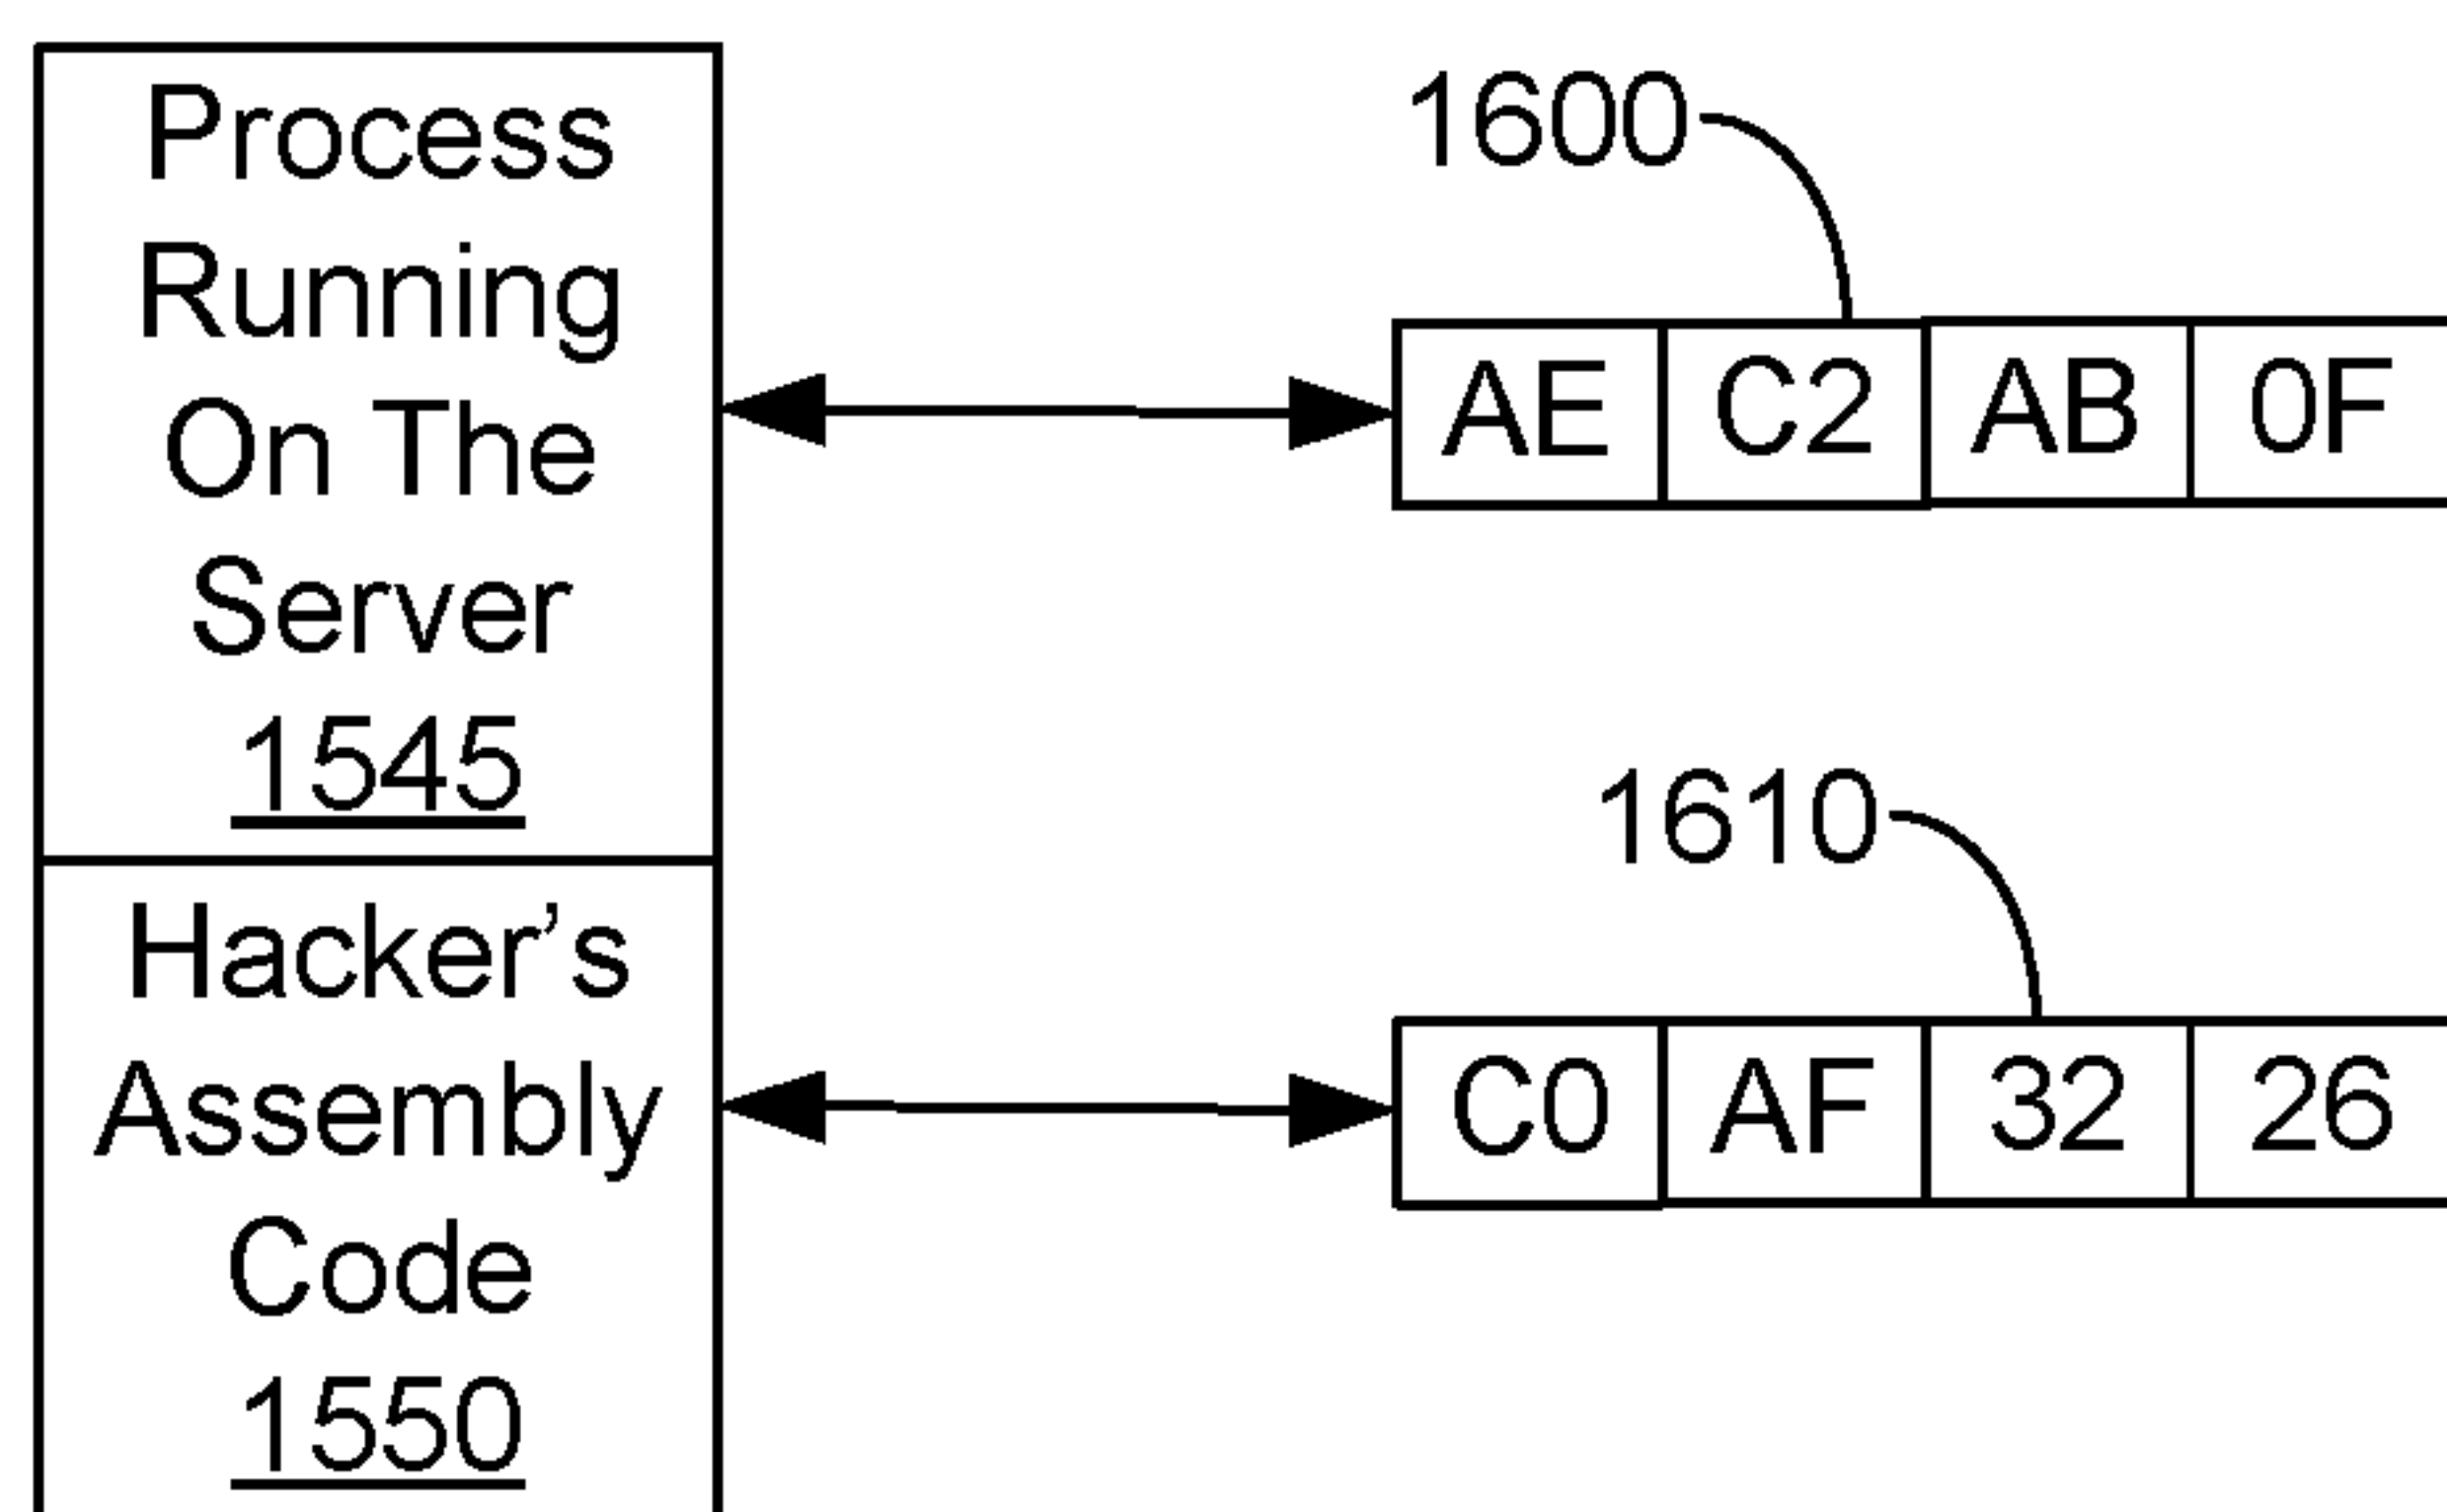 Process
Running
On The
Server
1545
1600
AE C2 AB 0F
Hacker’s
Assembly
Code
1550
1610
C0 AF 32 26